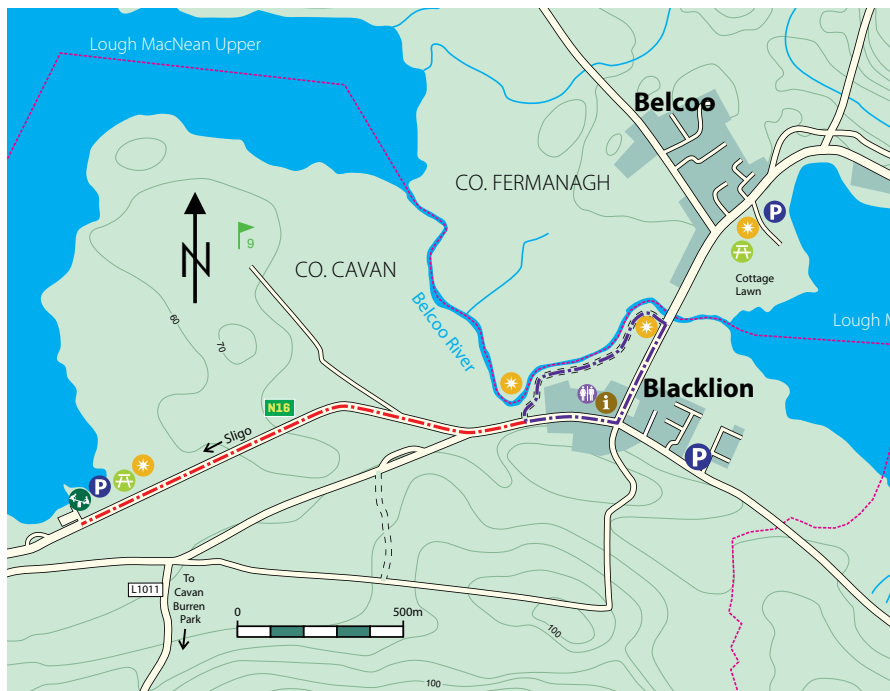 Lough MacNean Upper
Belcoo
CO. FERMANAGH
P
N
9
CO. CAVAN
Cottage
Lawn
60
Belcoo River
Lough M
70
Blacklion
i
N16
Sligo
P
P
To
Cavan
Burren
Park
L1011
0
500m
100
100